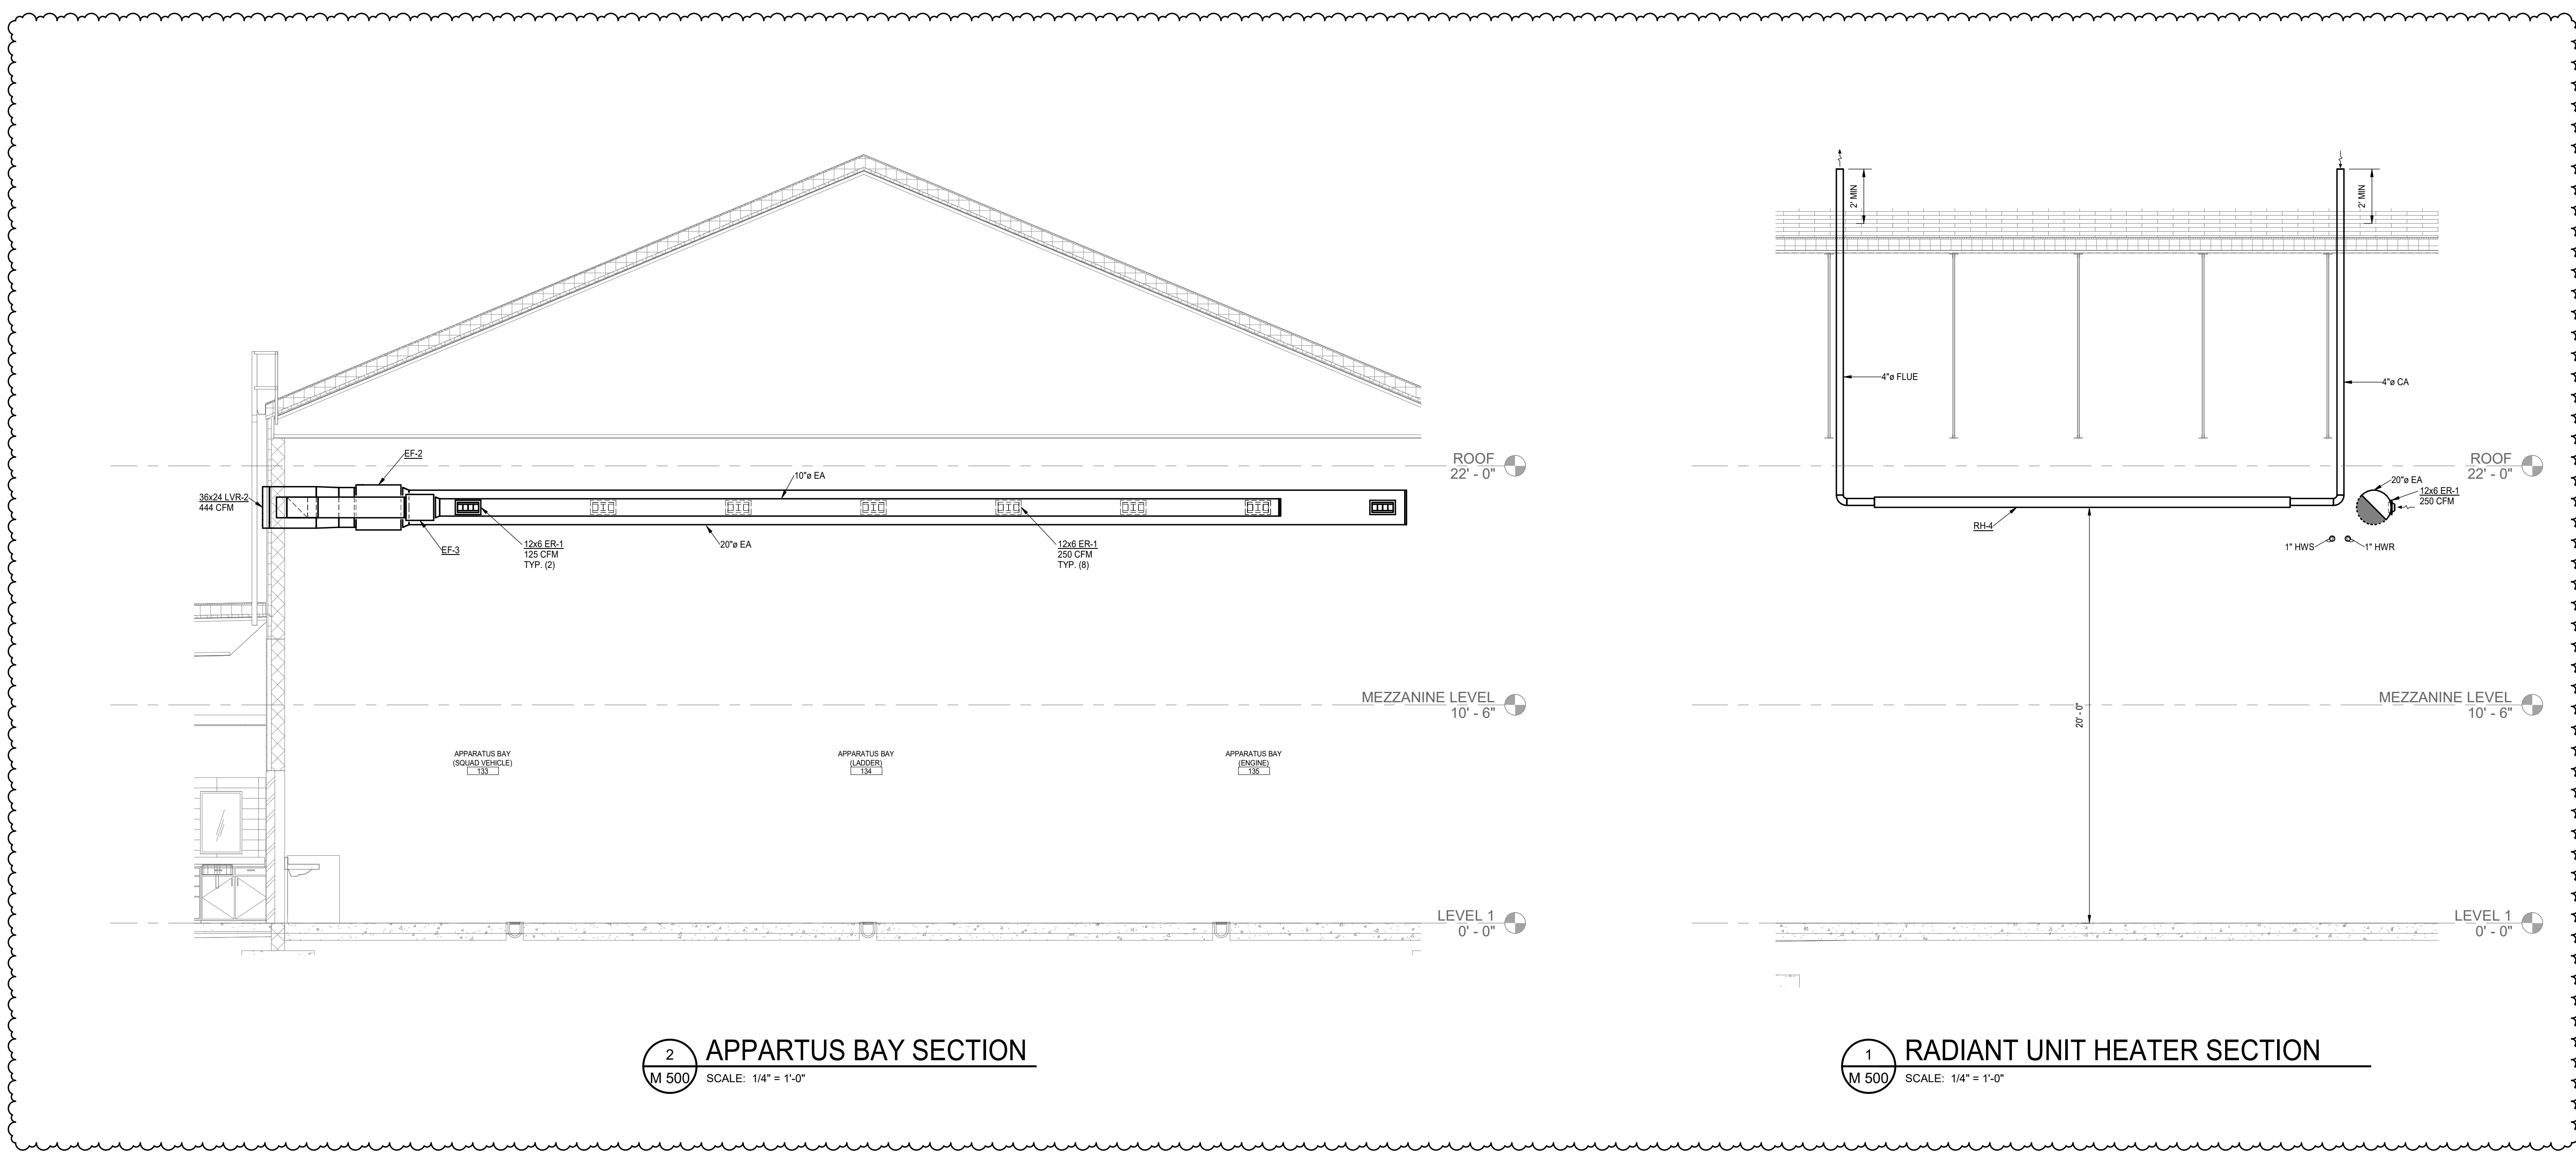 EF-2
36x24 LVR-2
444 CFM
10"ø EA
EF-3
12x6 ER-1
125 CFM
TYP. (2)
20"ø EA
12x6 ER-1
250 CFM
TYP. (8)
ROOF
22' - 0"
MEZZANINE LEVEL
10' - 6"
APPARATUS BAY
(SQUAD VEHICLE)
133
APPARATUS BAY
(LADDER)
134
APPARATUS BAY
(ENGINE)
135
LEVEL 1
0' - 0"
2
M 500
APPARTUS BAY SECTION
SCALE: 1/4" = 1'-0"
2' MIN
2' MIN
4"ø FLUE
4"ø CA
ROOF
22' - 0"
20"ø EA
12x6 ER-1
250 CFM
RH-4
1" HWS
1" HWR
MEZZANINE LEVEL
10' - 6"
20' - 0"
LEVEL 1
0' - 0"
1
M 500
RADIANT UNIT HEATER SECTION
SCALE: 1/4" = 1'-0"